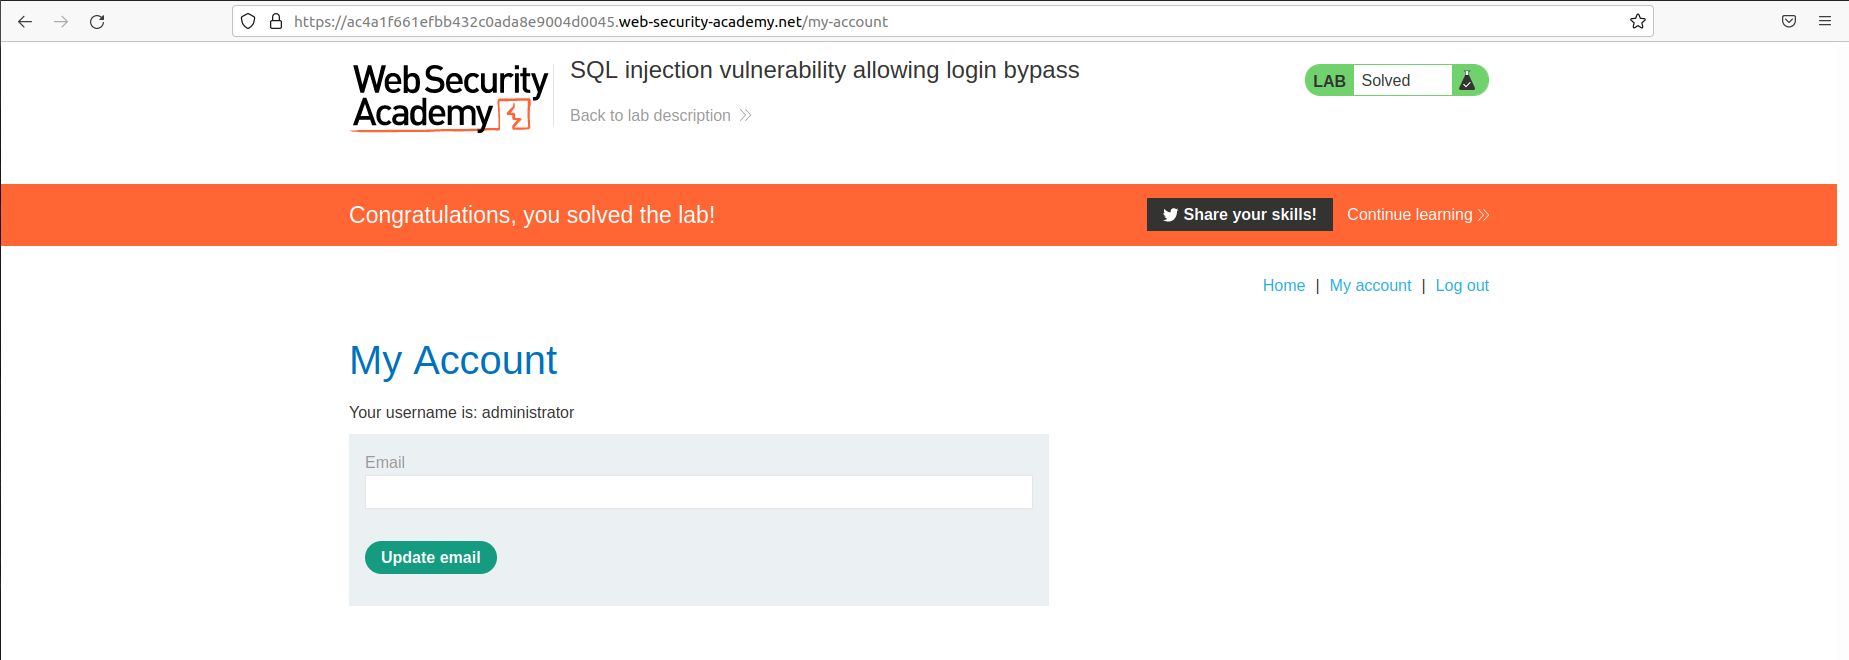 https://ac4a1f661efbb432c0ada8e9004d0045.web-security-academy.net/my-account
Web Security
Academy
SQL injection vulnerability allowing login bypass
Back to lab description
LAB Solved
Congratulations, you solved the lab!
Share your skills!
Continue learning
Home | My account | Log out
My Account
Your username is: administrator
Email
Update email